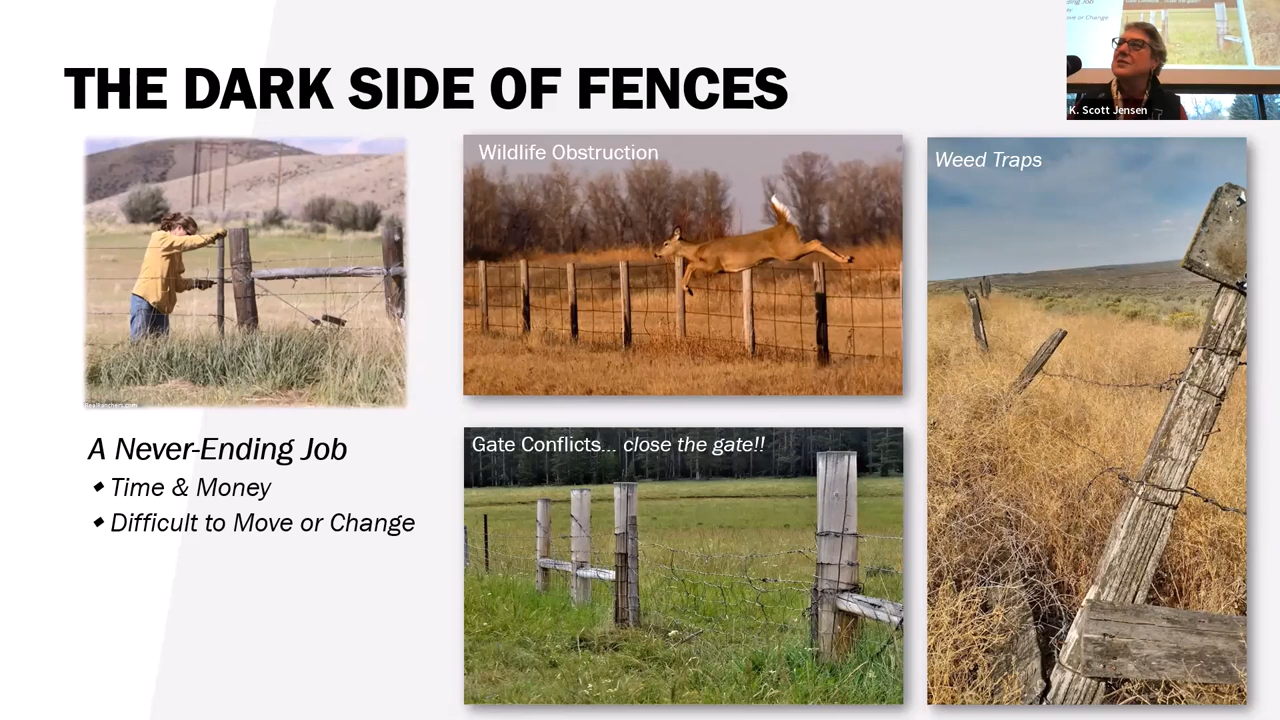 THE DARK SIDE OF FENCES
K. Scott Jensen
Wildlife Obstruction
Weed Traps
A Never-Ending Job
Time & Money
Difficult to Move or Change
Gate Conflicts... close the gate!!